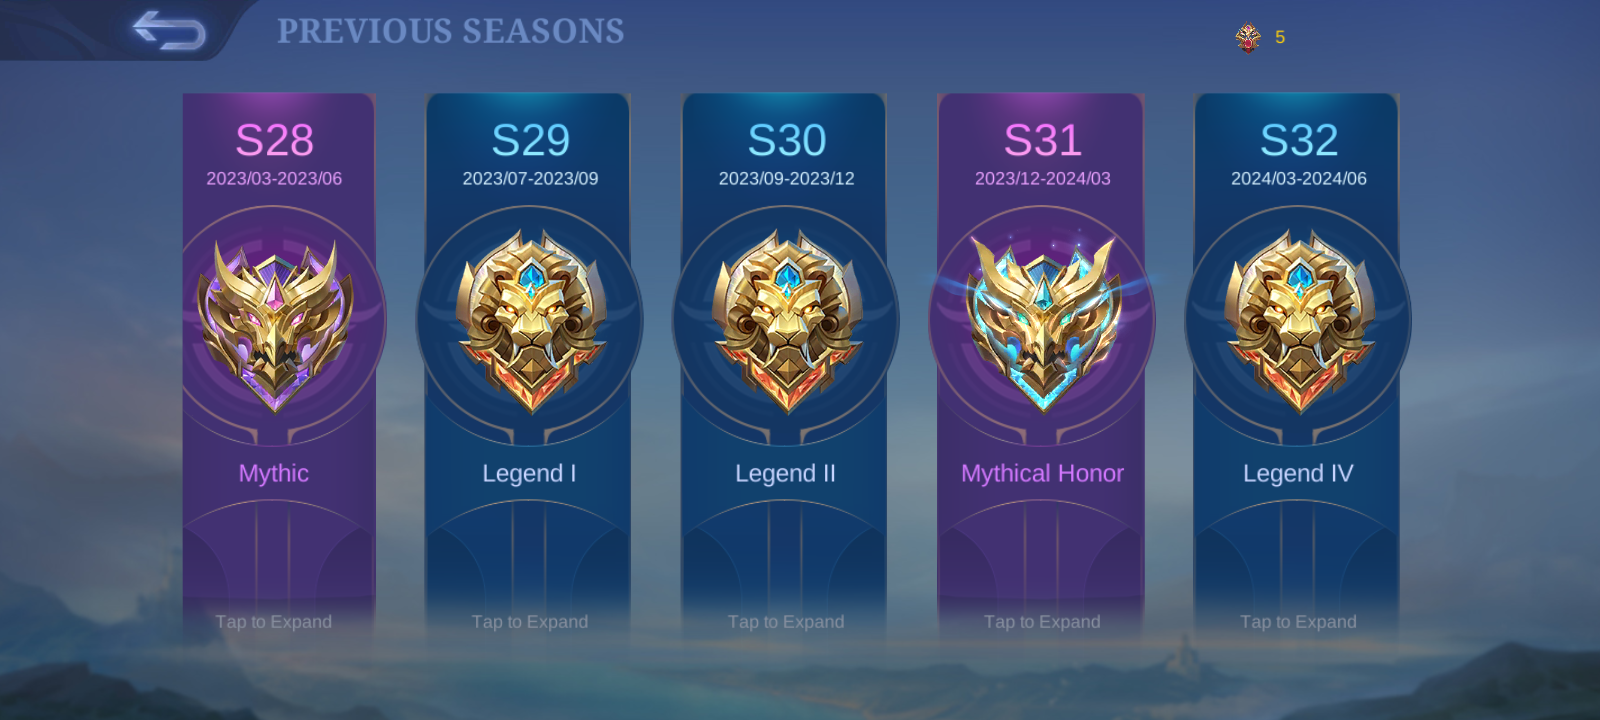 PREVIOUS SEASONS
5
S28
2023/03-2023/06
Mythic
Tap to Expand
S29
2023/07-2023/09
Legend I
Tap to Expand
S30
2023/09-2023/12
Legend II
Tap to Expand
S31
2023/12-2024/03
Mythical Honor
Tap to Expand
S32
2024/03-2024/06
Legend IV
Tap to Expand